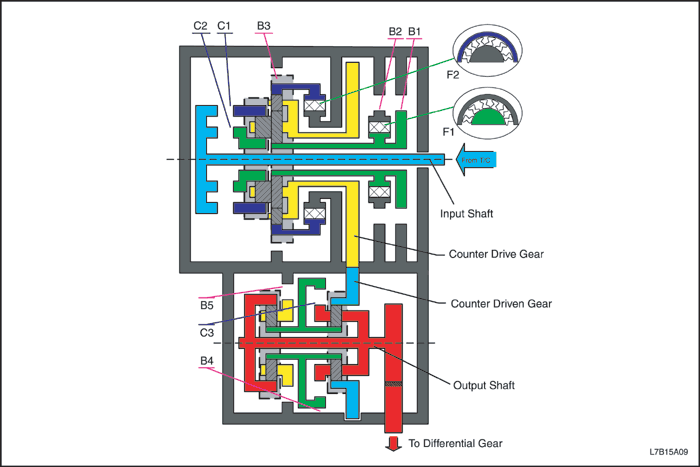 C2 C1 B3 B2 B1
F2
F1
From T/C
Input Shaft
Counter Drive Gear
B5
Counter Driven Gear
C3
B4
Output Shaft
To Differential Gear
L7B15A09